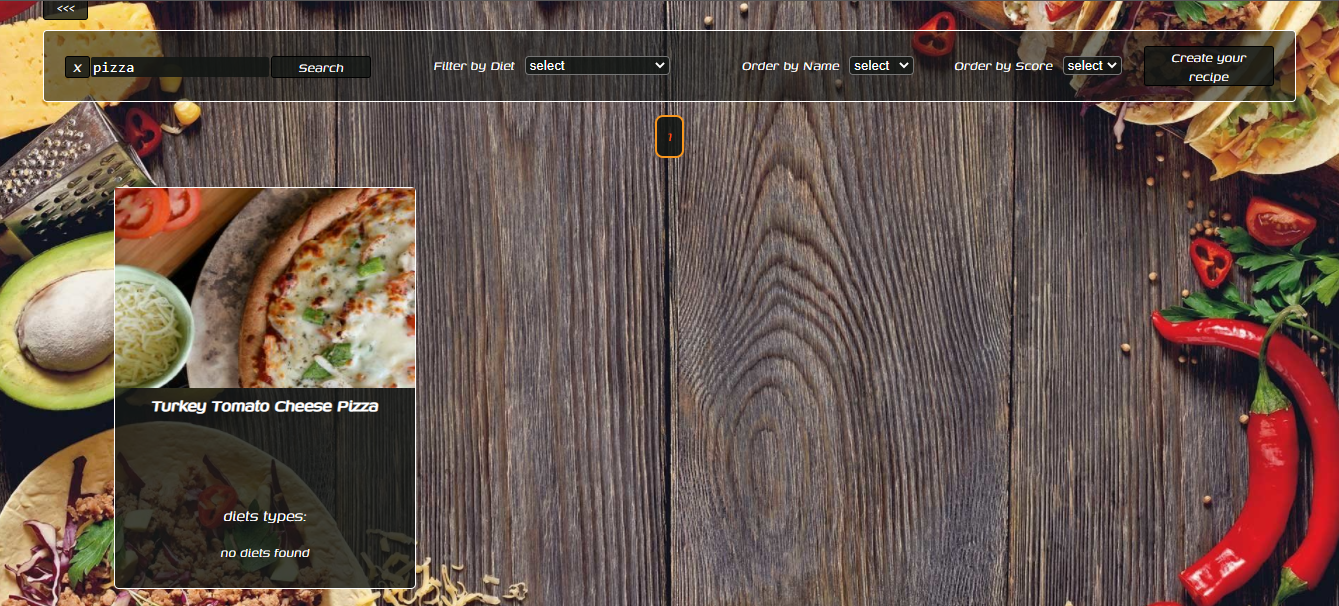 <<<
x pizza Search Filter by Diet select Order by Name select Order by Score select Create your
recipe
1
Turkey Tomato Cheese Pizza
diets types:
no diets found